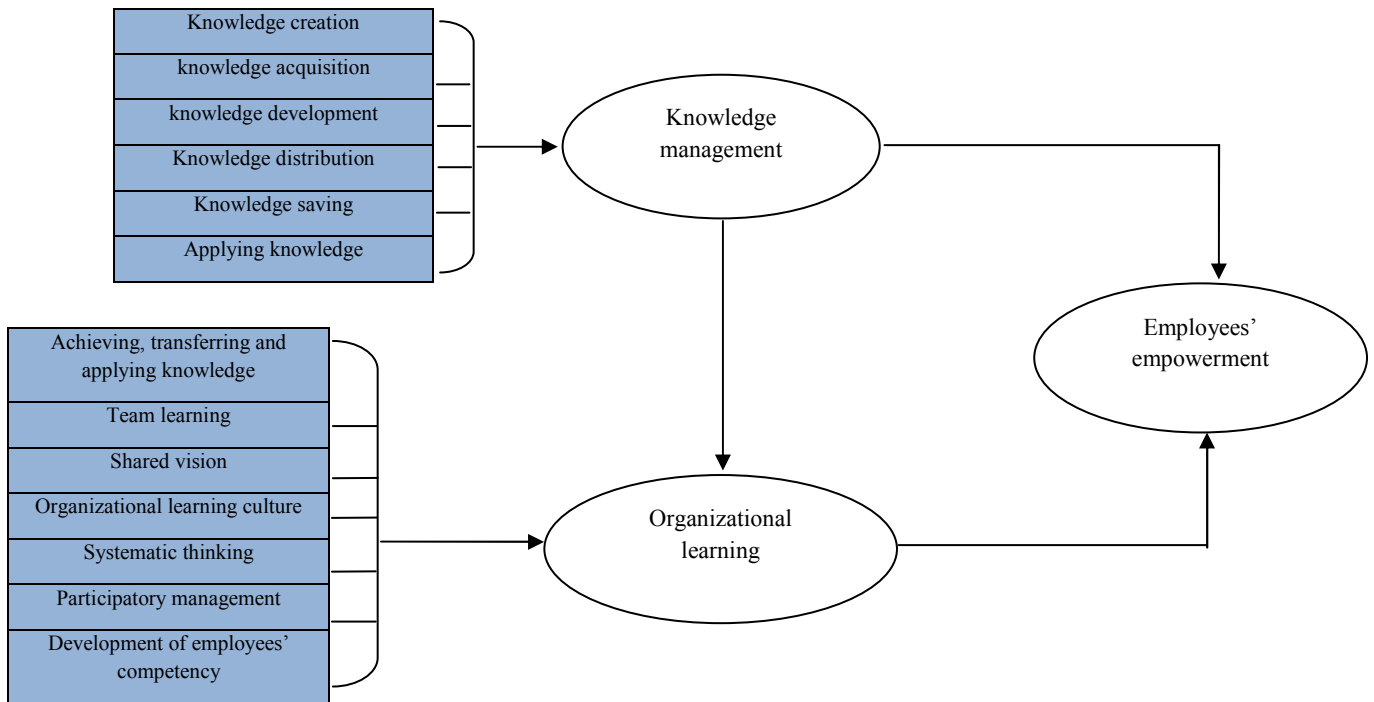 Knowledge creation
knowledge acquisition
knowledge development
Knowledge distribution
Knowledge saving
Applying knowledge
Knowledge
management
Employees’
empowerment
Achieving, transferring and
applying knowledge
Team learning
Shared vision
Organizational learning culture
Systematic thinking
Participatory management
Development of employees’
competency
Organizational
learning